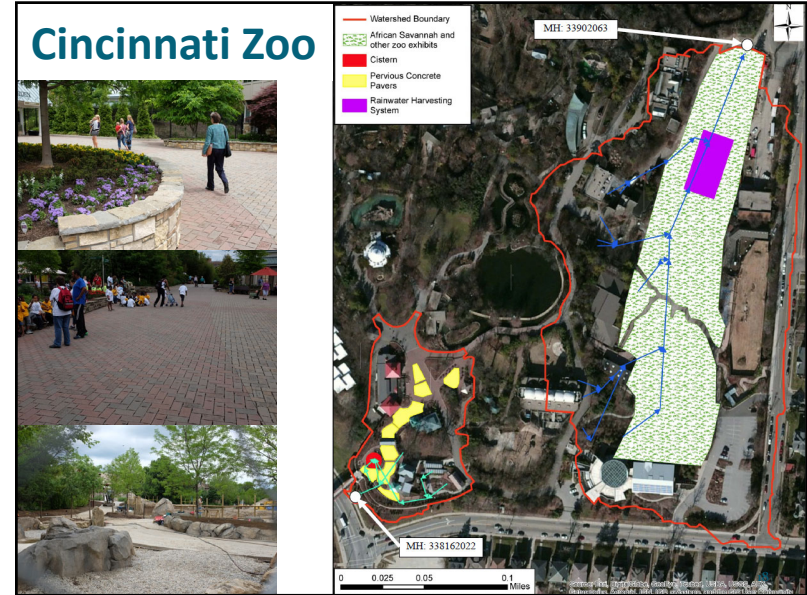 Cincinnati Zoo
Watershed Boundary
African Savannah and
other zoo exhibits
Cistern
Pervious Concrete
Pavers
Rainwater Harvesting
System
MH: 33902063
N
MH: 338162022
0 0.025 0.05 0.1
Miles